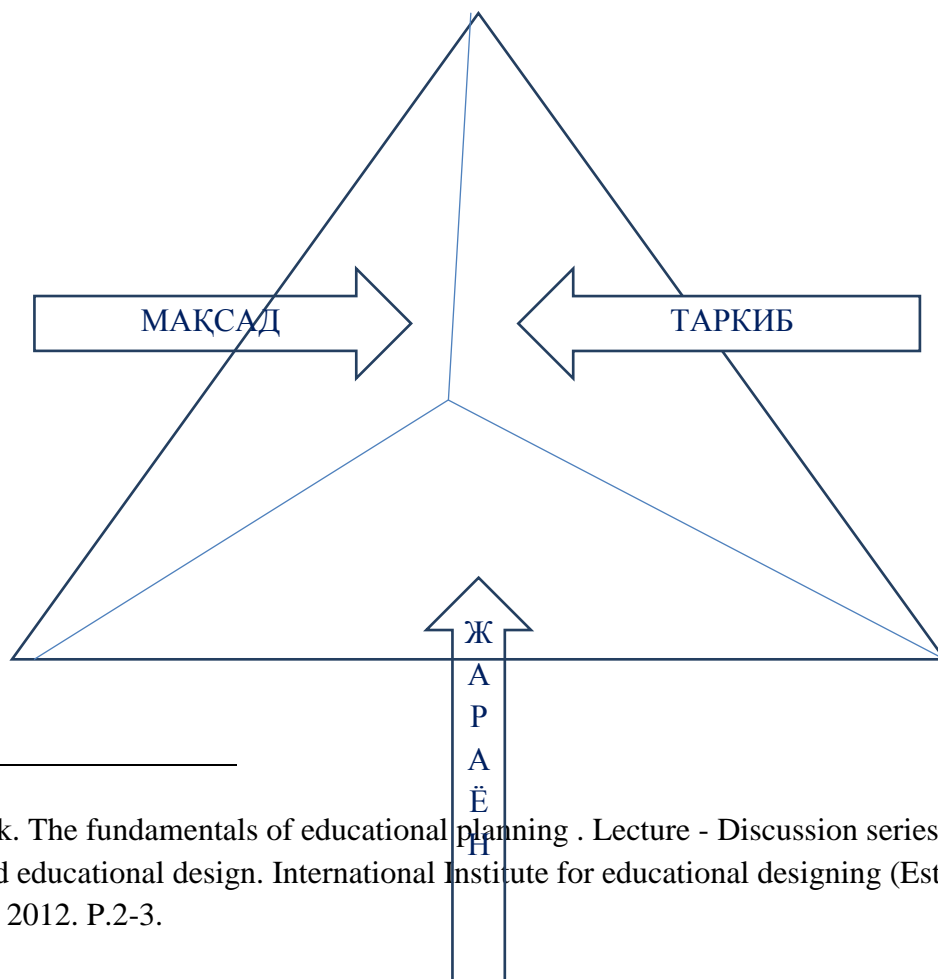 МАҚСАД
ТАРКИБ
Ж
А
Р
А
Ё
Н
k. The fundamentals of educational planning . Lecture - Discussion series
d educational design. International Institute for educational designing (Est
2012. P.2-3.